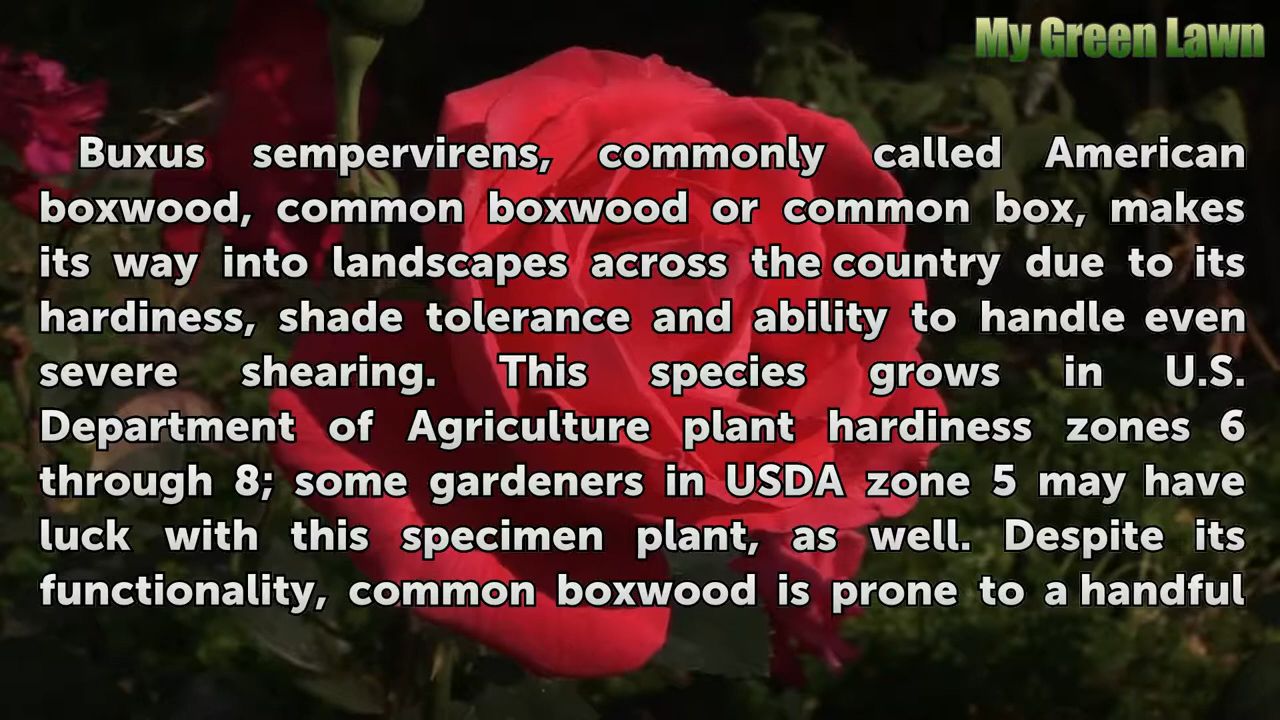 My Green Lawn
Buxus sempervirens, commonly called American
boxwood, common boxwood or common box, makes
its way into landscapes across the country due to its
hardiness, shade tolerance and ability to handle even
severe shearing. This species grows in U.S.
Department of Agriculture plant hardiness zones 6
through 8; some gardeners in USDA zone 5 may have
luck with this specimen plant, as well. Despite its
functionality, common boxwood is prone to a handful